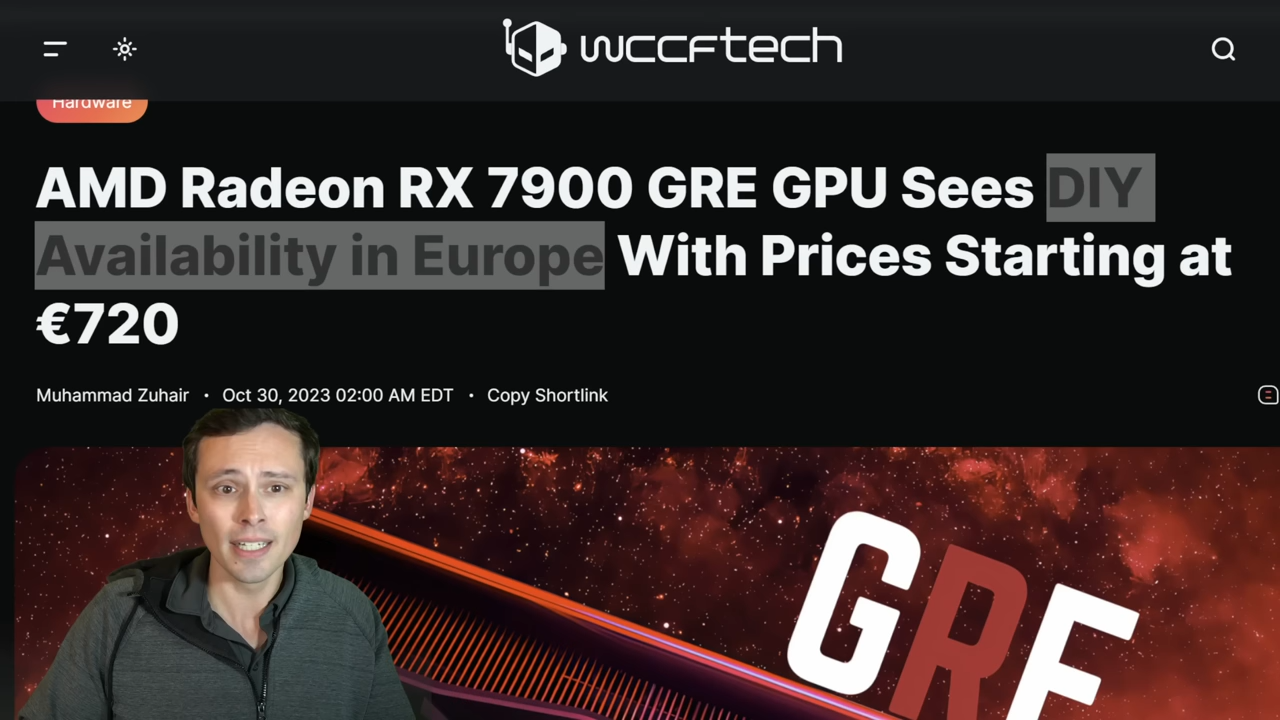 wccftech
Hardware
AMD Radeon RX 7900 GRE GPU Sees DIY
Availability in Europe With Prices Starting at
€720
Muhammad Zuhair • Oct 30, 2023 02:00 AM EDT • Copy Shortlink
GRE